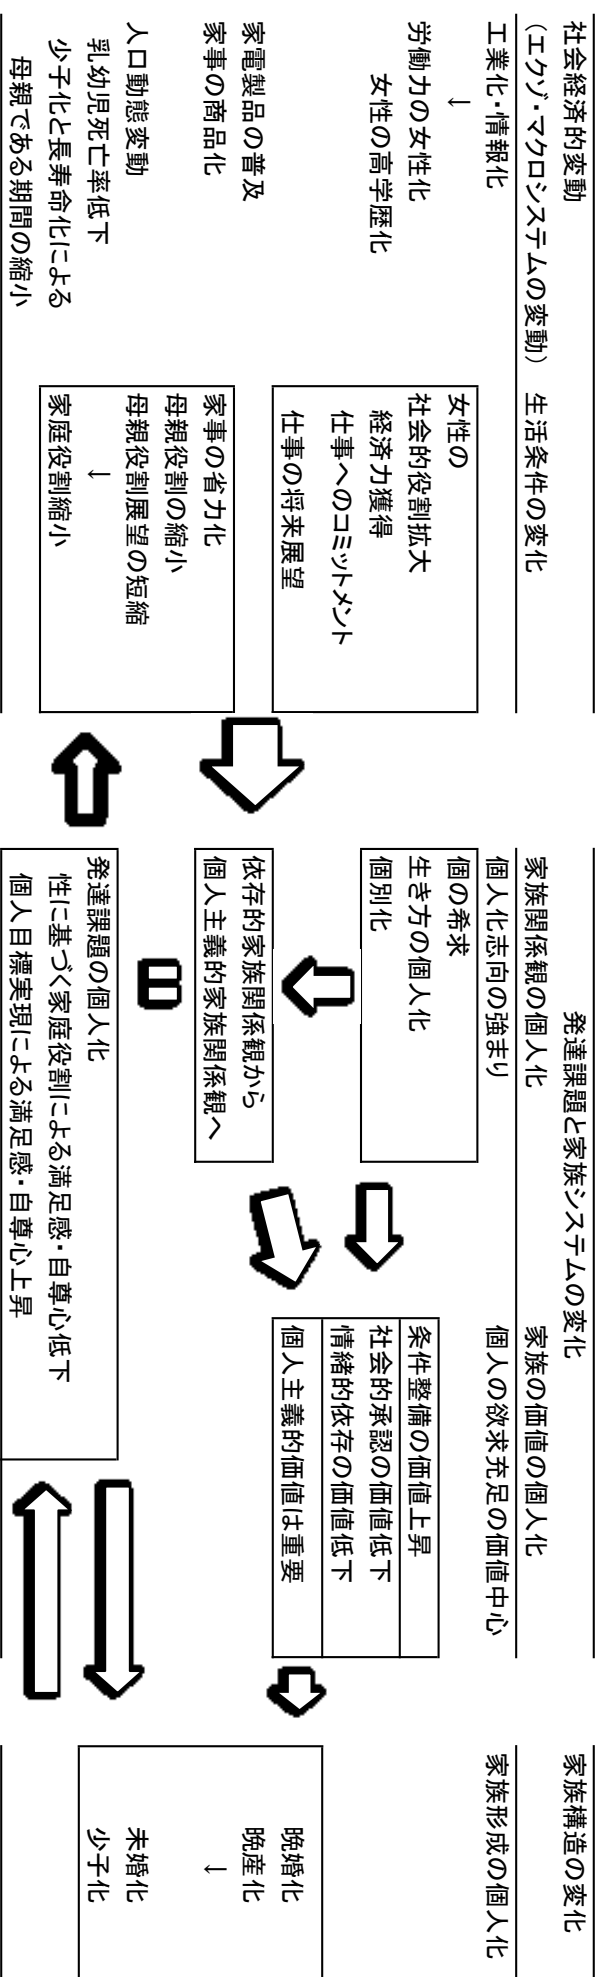 社会経済的変動
（エクソ・マクロシステムの変動）
工業化・情報化
↓
労働力の女性化
女性の高学歴化
家電製品の普及
家事の商品化
人口動態変動
乳幼児死亡率低下
少子化と長寿命化による
母親である期間の縮小
生活条件の変化
女性の
社会的役割拡大
経済力獲得
仕事へのコミットメント
仕事の将来展望
家事の省力化
母親役割の縮小
母親役割展望の短縮
↓
家庭役割縮小
発達課題と家族システムの変化
家族関係観の個人化
個人化志向の強まり
個の希求
生き方の個人化
個別化
依存的家族関係観から
個人主義的家族関係観へ
発達課題の個人化
性に基づく家庭役割による満足感・自尊心低下
個人目標実現による満足感・自尊心上昇
家族の価値の個人化
個人の欲求充足の価値中心
条件整備の価値上昇
社会的承認の価値低下
情緒的依存の価値低下
個人主義的価値は重要
家族構造の変化
家族形成の個人化
晩婚化
晩産化
↓
未婚化
少子化